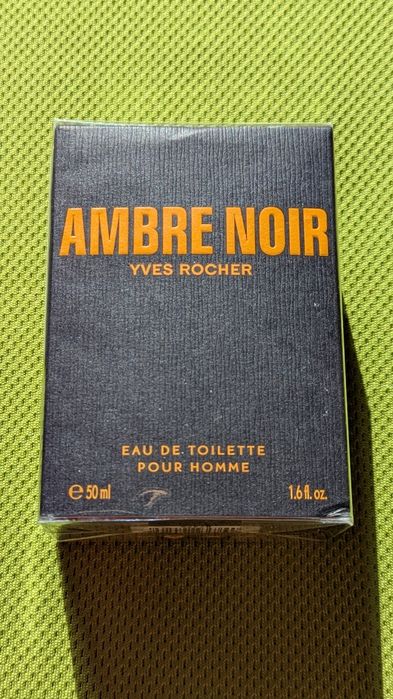 AMBRE NOIR
YVES ROCHER
EAU DE TOILETTE
POUR HOMME
℮ 50 ml 1.6 fl. oz.